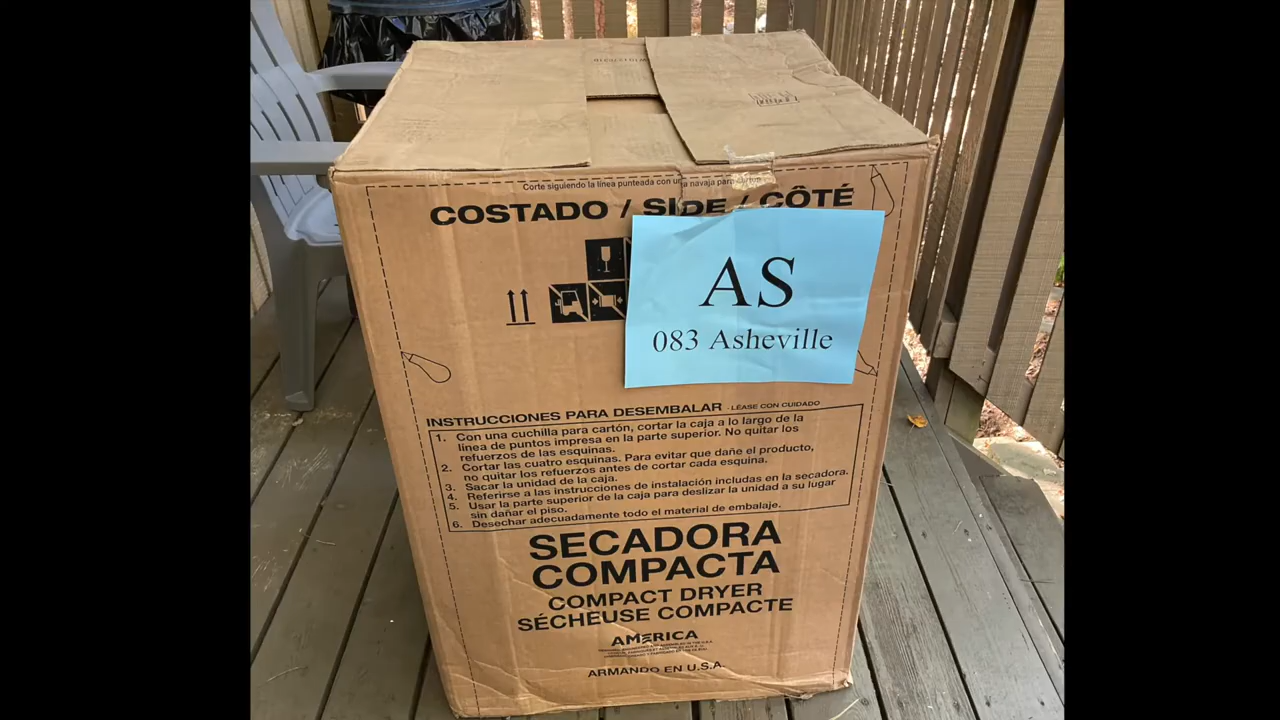 Corte siguiendo la línea punteada con una navaja para
COSTADO / SIDE / CÔTÉ
AS
083 Asheville
INSTRUCCIONES PARA DESEMBALAR - LÉASE CON CUIDADO
1. Con una cuchilla para cartón, cortar la caja a lo largo de la
línea de puntos impresa en la parte superior. No quitar los
refuerzos de las esquinas.
2. Cortar las cuatro esquinas. Para evitar que dañe el producto,
no quitar los refuerzos antes de cortar cada esquina.
3. Sacar la unidad de la caja.
4. Referirse a las instrucciones de instalación includas en la secadora.
5. Usar la parte superior de la caja para deslizar la unidad a su lugar
sin dañar el piso.
6. Desechar adecuadamente todo el material de embalaje.
SECADORA
COMPACTA
COMPACT DRYER
SÉCHEUSE COMPACTE
AMERICA
ARMANDO EN U.S.A.